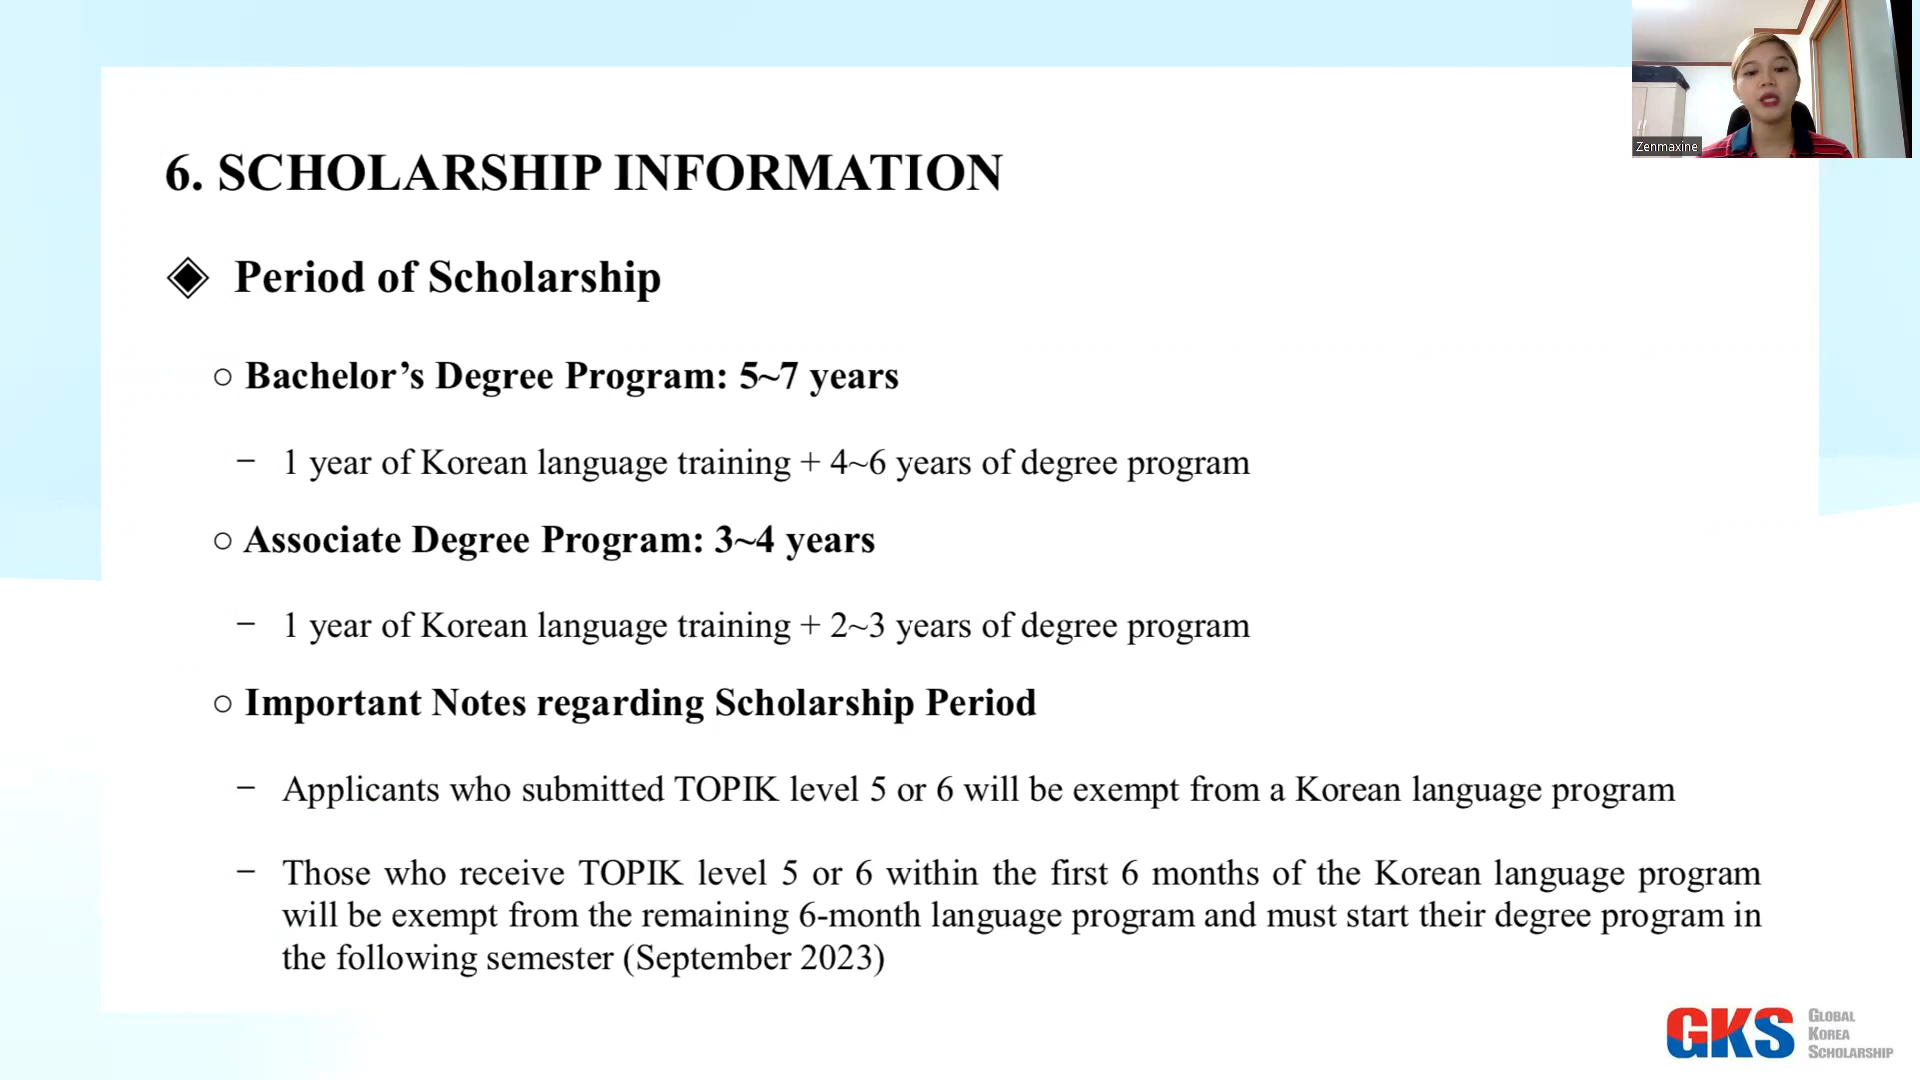 Zenmaxine
6. SCHOLARSHIP INFORMATION
◈ Period of Scholarship
○ Bachelor’s Degree Program: 5~7 years
− 1 year of Korean language training + 4~6 years of degree program
○ Associate Degree Program: 3~4 years
− 1 year of Korean language training + 2~3 years of degree program
○ Important Notes regarding Scholarship Period
− Applicants who submitted TOPIK level 5 or 6 will be exempt from a Korean language program
− Those who receive TOPIK level 5 or 6 within the first 6 months of the Korean language program
will be exempt from the remaining 6-month language program and must start their degree program in
the following semester (September 2023)
GKS
GLOBAL
KOREA
SCHOLARSHIP